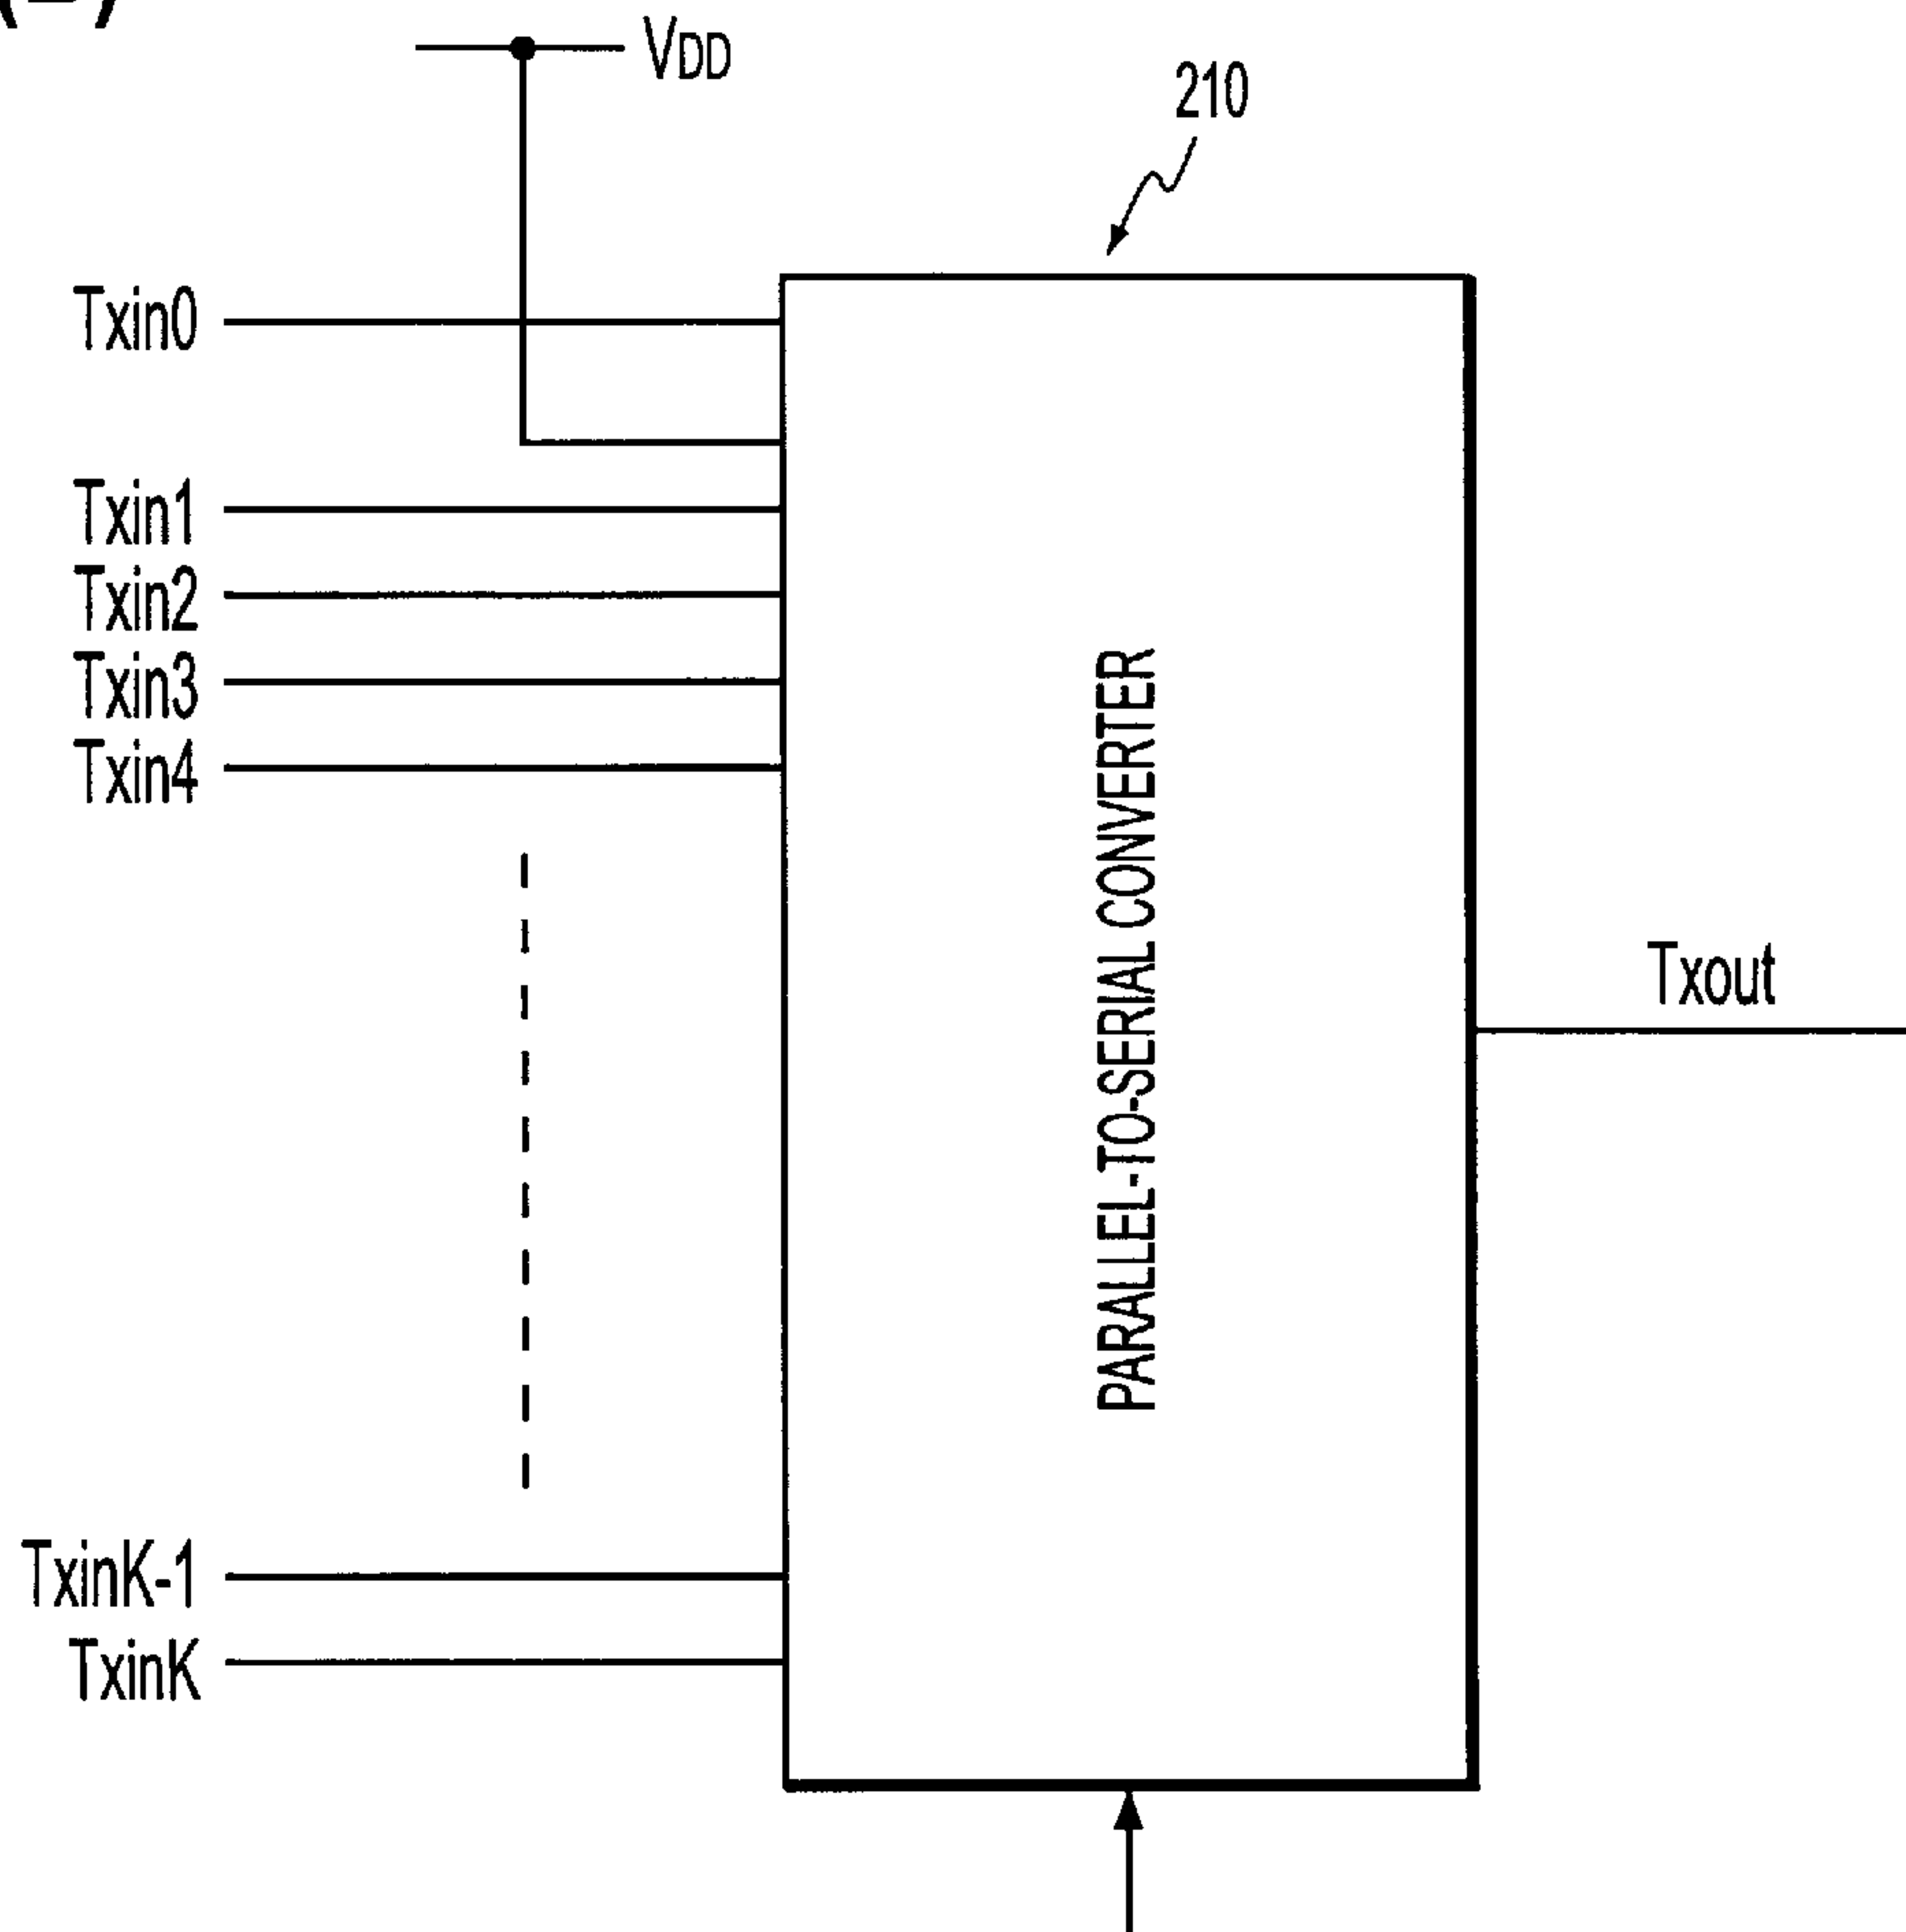 VDD
210
Txin0
Txin1
Txin2
Txin3
Txin4
PARALLEL-TO-SERIAL CONVERTER
Txout
TxinK-1
TxinK